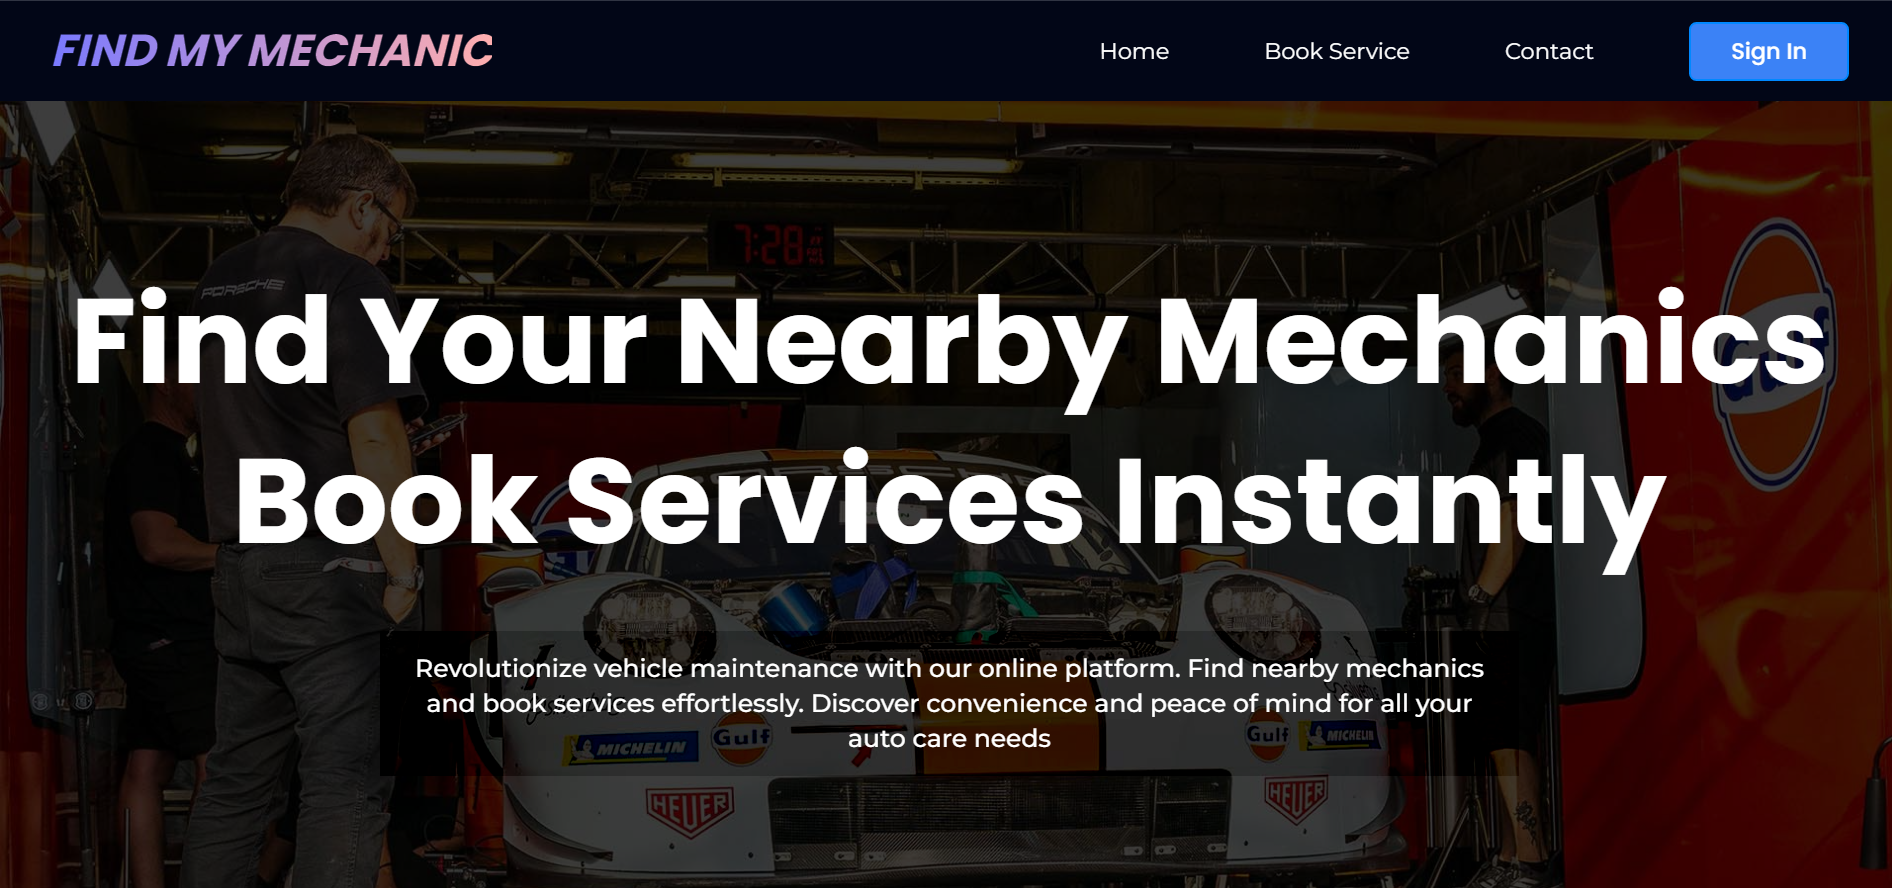 FIND MY MECHANIC
Home
Book Service
Contact
Sign In
7:28
PORSCHE
Find Your Nearby Mechanics
Gulf
Book Services Instantly
PORSCHE
Revolutionize vehicle maintenance with our online platform. Find nearby mechanics
and book services effortlessly. Discover convenience and peace of mind for all your
auto care needs
MICHELIN
Gulf
Gulf
MICHELIN
HEUER
HEUER